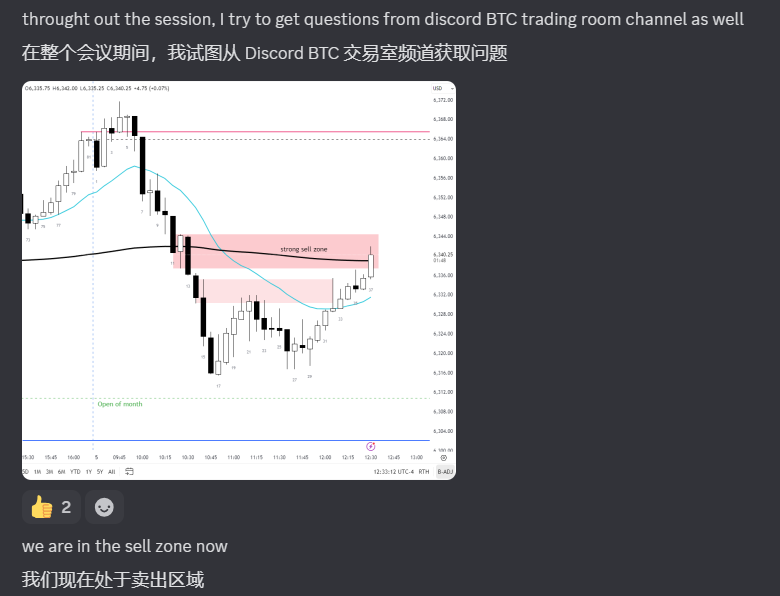 throught out the session, I try to get questions from discord BTC trading room channel as well
在整个会议期间，我试图从 Discord BTC 交易室频道获取问题
O6,335.75 H6,342.00 L6,335.25 C6,340.25 +4.75 (+0.07%)
USD
6,372.00
6,368.00
6,364.00
6,360.00
6,356.00
6,352.00
6,348.00
6,344.00
strong sell zone
6,340.25
01:48
6,336.00
6,332.00
6,328.00
6,324.00
6,320.00
6,316.00
6,312.00
Open of month
6,308.00
6,304.00
6,300.00
15:30 15:45 16:00 5 09:45 10:00 10:15 10:30 10:45 11:00 11:15 11:30 11:45 12:00 12:15 12:30 12:45 13:00
5D 1M 3M 6M YTD 1Y 5Y All
12:33:12 UTC-4 RTH B-ADJ
2
we are in the sell zone now
我们现在处于卖出区域